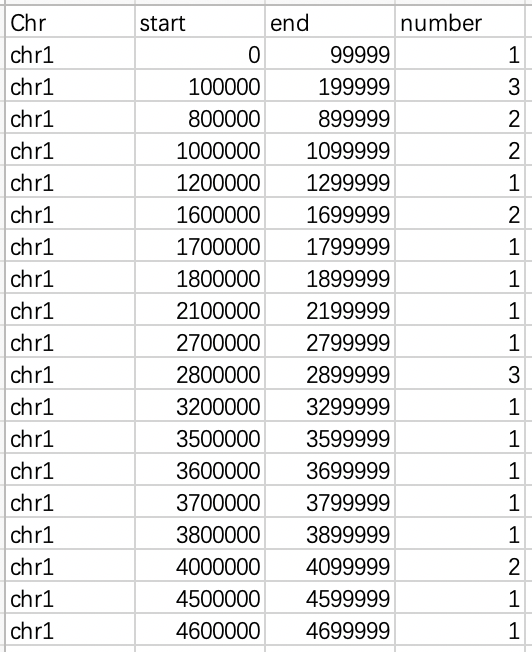 Chr start end number
chr1 0 99999 1
chr1 100000 199999 3
chr1 800000 899999 2
chr1 1000000 1099999 2
chr1 1200000 1299999 1
chr1 1600000 1699999 2
chr1 1700000 1799999 1
chr1 1800000 1899999 1
chr1 2100000 2199999 1
chr1 2700000 2799999 1
chr1 2800000 2899999 3
chr1 3200000 3299999 1
chr1 3500000 3599999 1
chr1 3600000 3699999 1
chr1 3700000 3799999 1
chr1 3800000 3899999 1
chr1 4000000 4099999 2
chr1 4500000 4599999 1
chr1 4600000 4699999 1